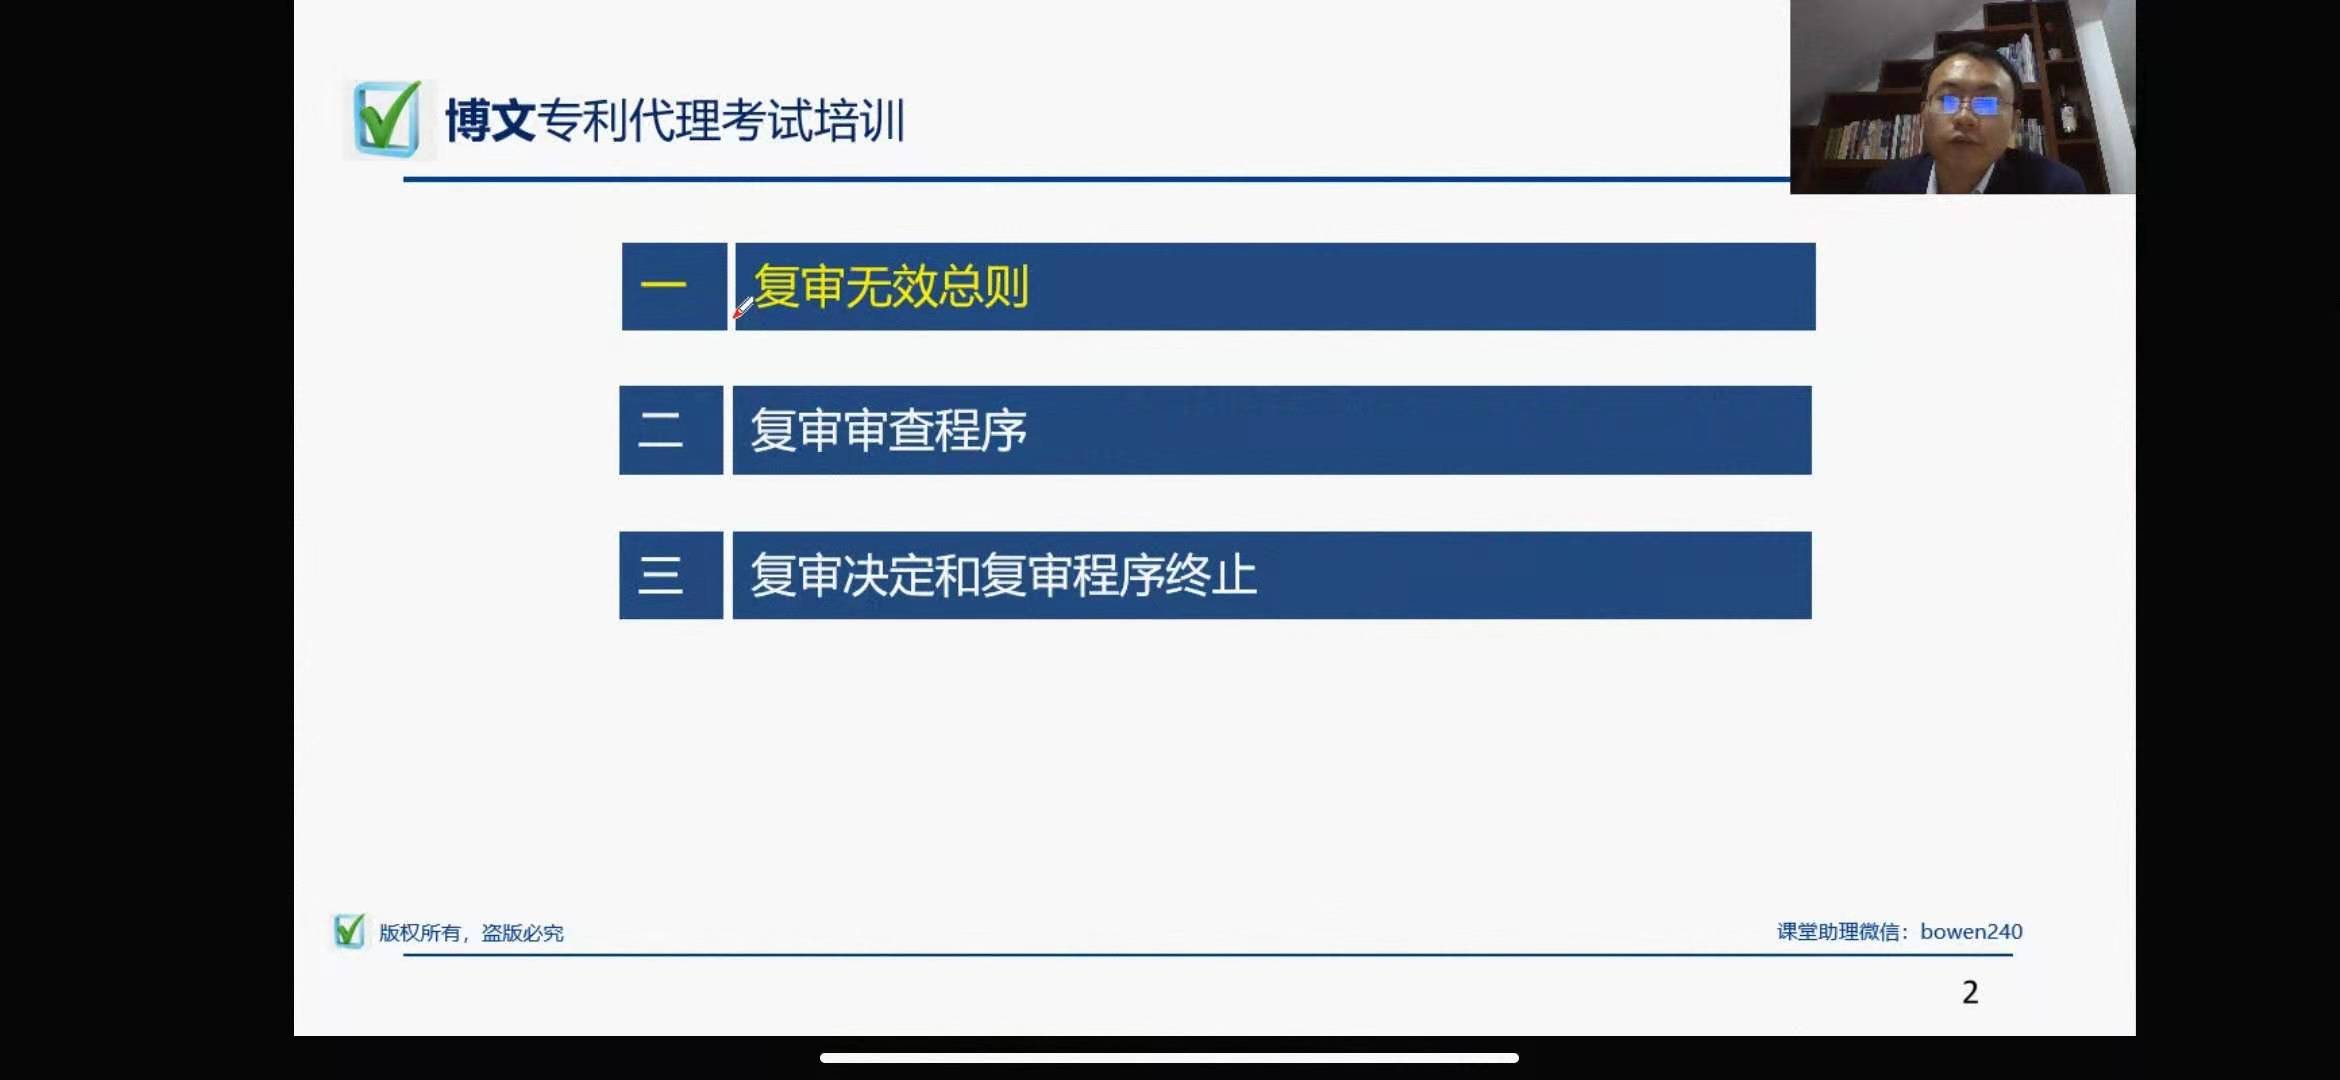 博文专利代理考试培训
一 复审无效总则
二 复审审查程序
三 复审决定和复审程序终止
版权所有，盗版必究
课堂助理微信：bowen240
2